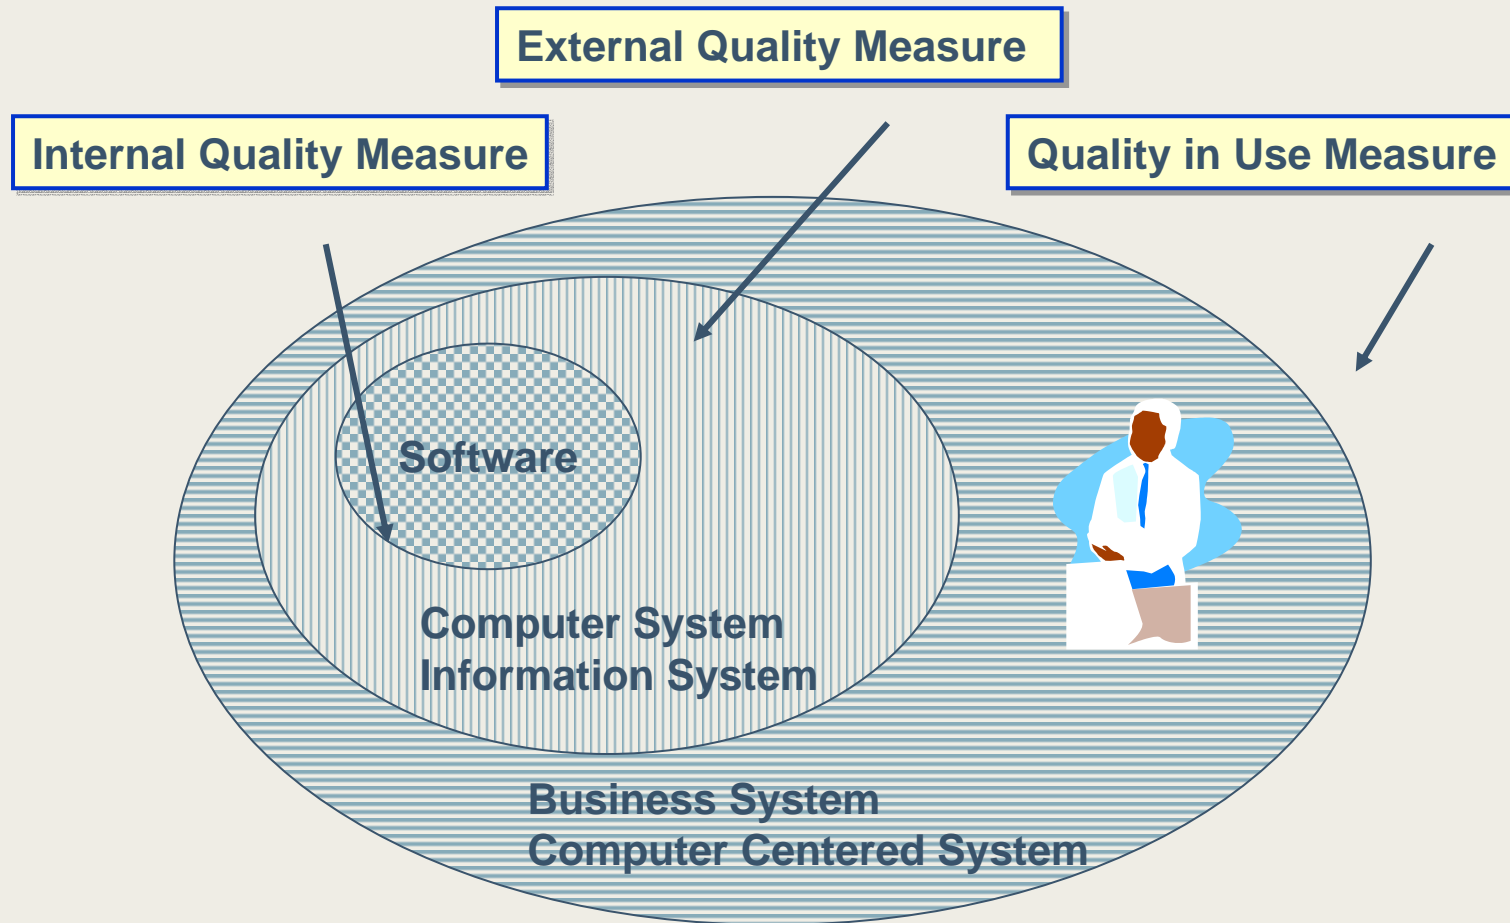 External Quality Measure
Internal Quality Measure
Quality in Use Measure
Software
Computer System
Information System
Business System
Computer Centered System